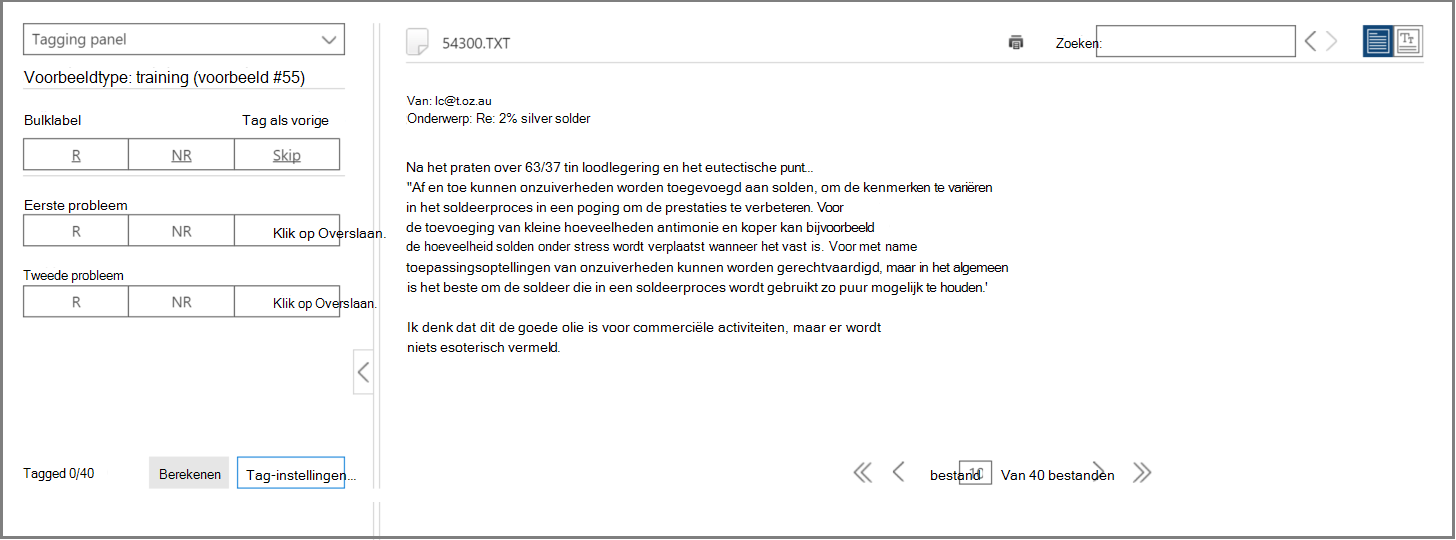 Tagging panel
54300.TXT
Zoeken:
Voorbeeldtype: training (voorbeeld #55)
Bulklabel
Tag als vorige
R NR Skip
Eerste probleem
R NR Klik op Overslaan.
Tweede probleem
R NR Klik op Overslaan.
Tagged 0/40
Berekenen
Tag-instellingen...
Van: lc@t.oz.au
Onderwerp: Re: 2% silver solder
Na het praten over 63/37 tin loodlegering en het eutectische punt...
"Af en toe kunnen onzuiverheden worden toegevoegd aan solden, om de kenmerken te variëren
in het soldeerproces in een poging om de prestaties te verbeteren. Voor
de toevoeging van kleine hoeveelheden antimonie en koper kan bijvoorbeeld
de hoeveelheid solden onder stress wordt verplaatst wanneer het vast is. Voor met name
toepassingsoptellingen van onzuiverheden kunnen worden gerechtvaardigd, maar in het algemeen
is het beste om de soldeer die in een soldeerproces wordt gebruikt zo puur mogelijk te houden.'
Ik denk dat dit de goede olie is voor commerciële activiteiten, maar er wordt
niets esoterisch vermeld.
bestand 10 Van 40 bestanden